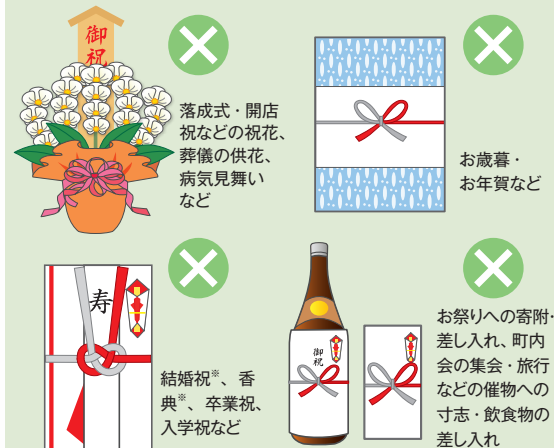 御祝
落成式・開店
祝などの祝花、
葬儀の供花、
病気見舞い
など
お歳暮・
お年賀など
寿
結婚祝※、香
典※、卒業祝、
入学祝など
御祝
お祭りへの寄附・
差し入れ、町内
会の集会・旅行
などの催物への
寸志・飲食物の
差し入れ